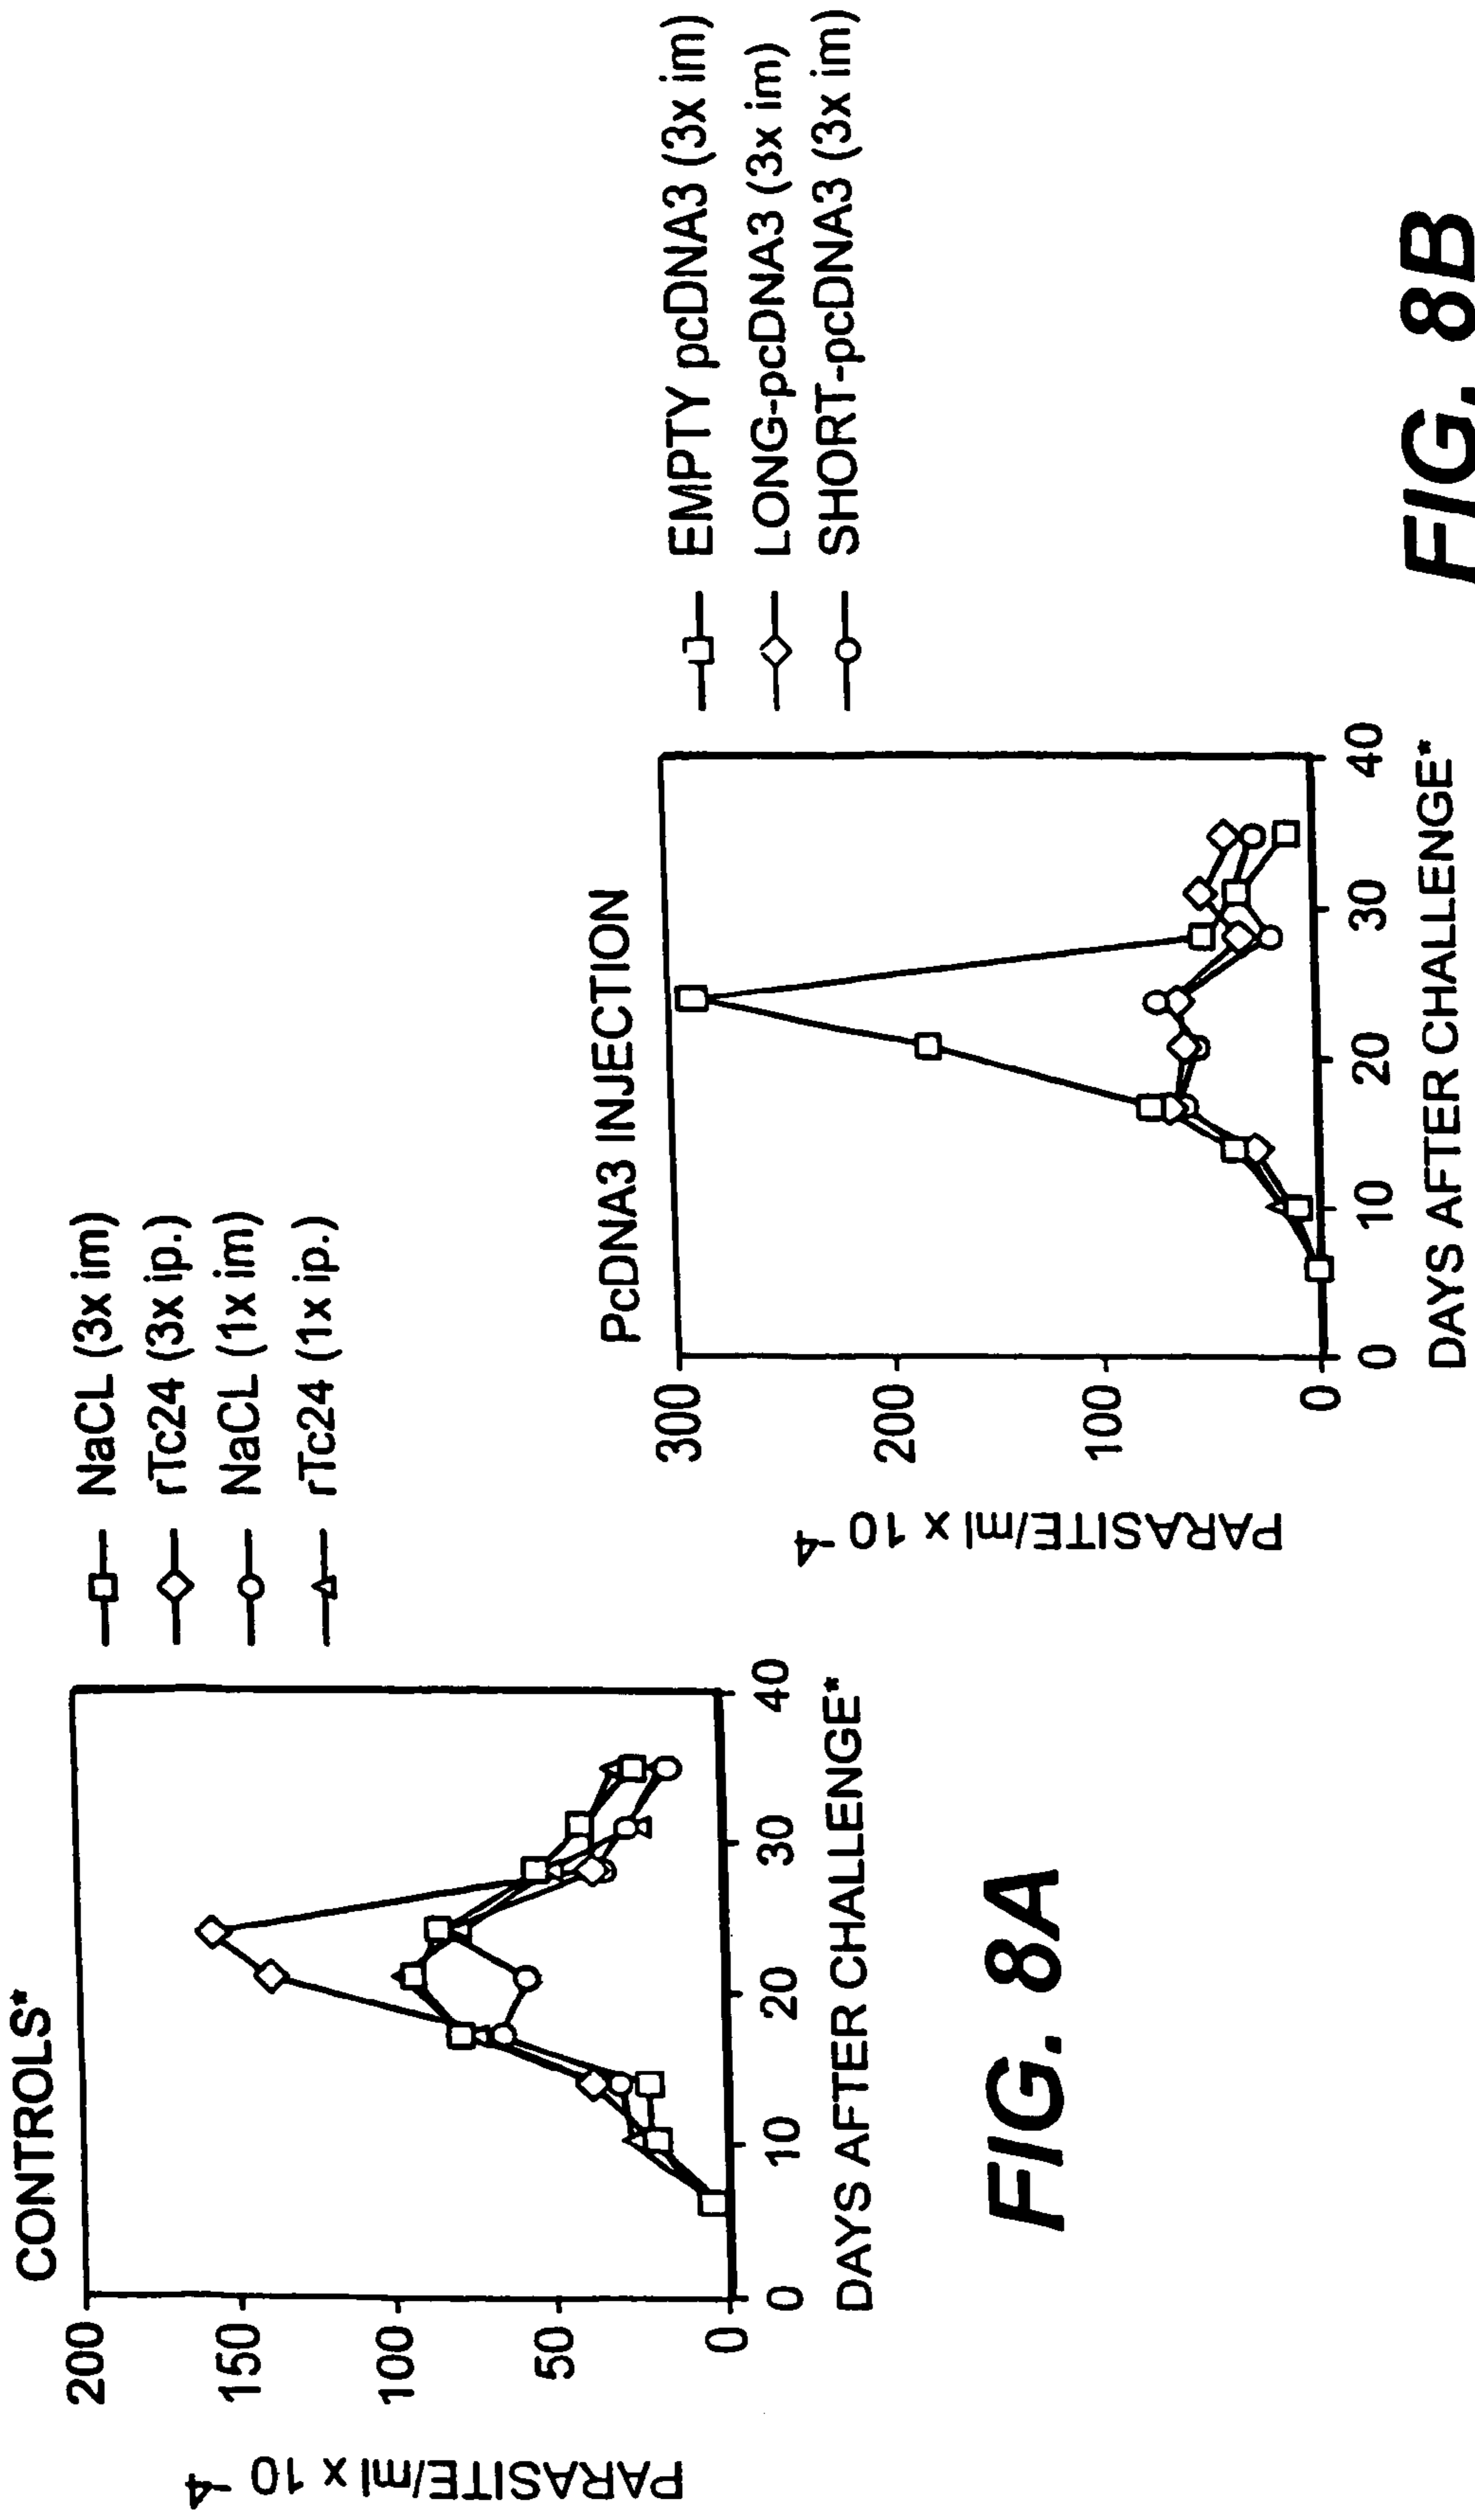 CONTROLS*
PARASITE/ml x 10 -4
200
150
100
50
0
0 10 20 30 40
DAYS AFTER CHALLENGE*
NaCL (3x im)
rTc24 (3x ip.)
NaCL (1x im)
rTc24 (1x ip.)
FIG. 8A
PcDNA3 INJECTION
PARASITE/ml x 10 -4
300
200
100
0
0 10 20 30 40
DAYS AFTER CHALLENGE*
EMPTY pcDNA3 (3x im)
LONG-pcDNA3 (3x im)
SHORT-pcDNA3 (3x im)
FIG. 8B